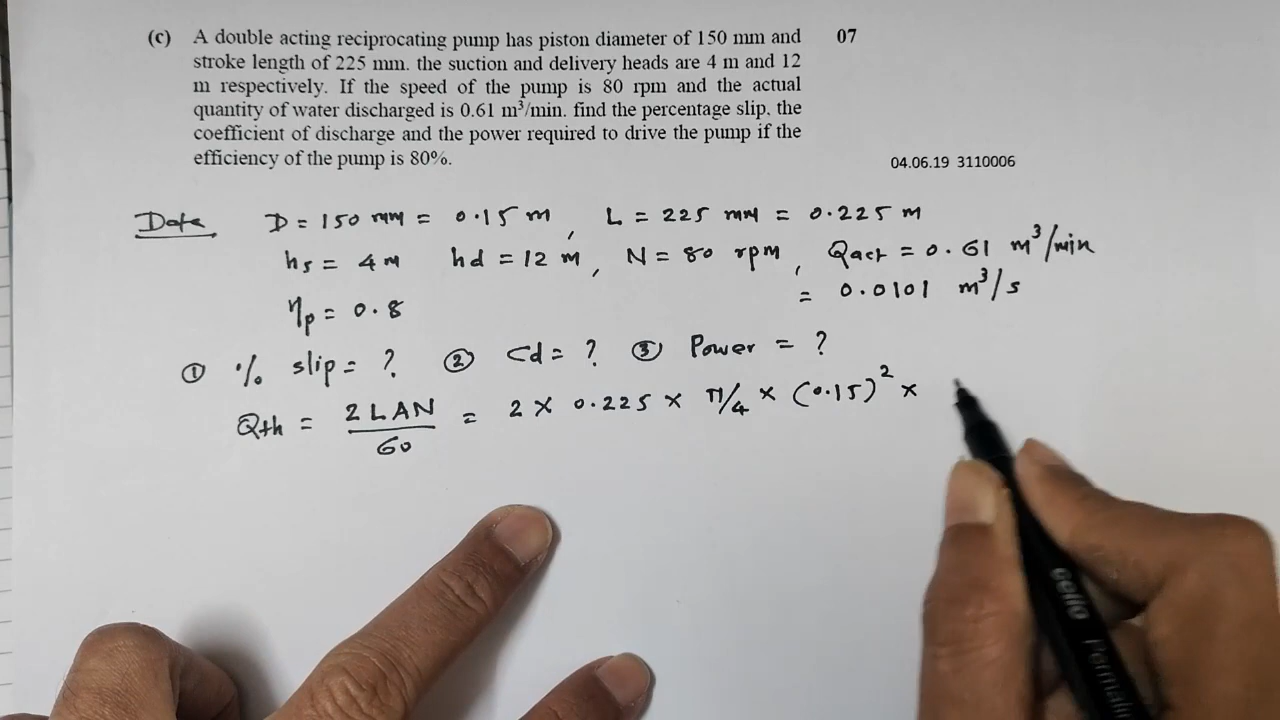 (c) A double acting reciprocating pump has piston diameter of 150 mm and 07
stroke length of 225 mm. the suction and delivery heads are 4 m and 12
m respectively. If the speed of the pump is 80 rpm and the actual
quantity of water discharged is 0.61 m³/min. find the percentage slip, the
coefficient of discharge and the power required to drive the pump if the
efficiency of the pump is 80%.
04.06.19 3110006
Data D = 150 mm = 0.15 m, L = 225 mm = 0.225 m
hs = 4 m hd = 12 m, N = 80 rpm, Qact = 0.61 m³/min
ηp = 0.8 = 0.0101 m³/s
① % slip = ? ② Cd = ? ③ Power = ?
Qth = 2LAN/60 = 2 × 0.225 × π/4 × (0.15)² ×
cello Permanent